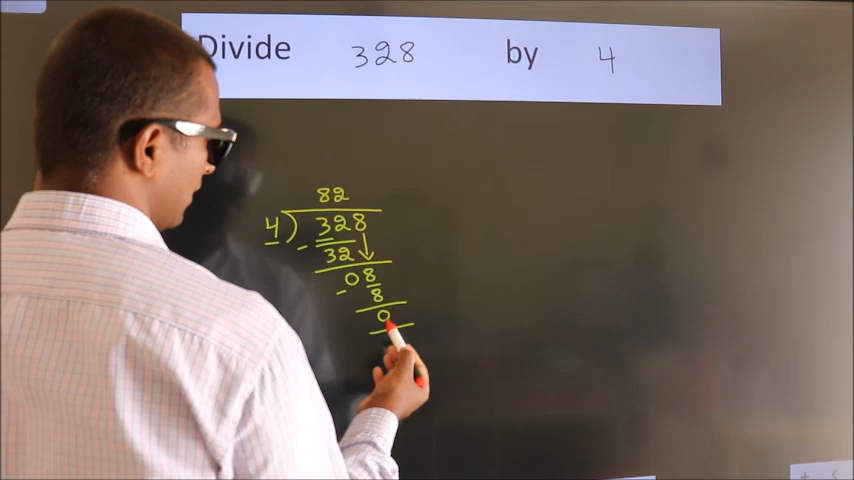 Divide 328 by 4
82
4 ) 328
- 32 ↓
08
- 8
0
+ <